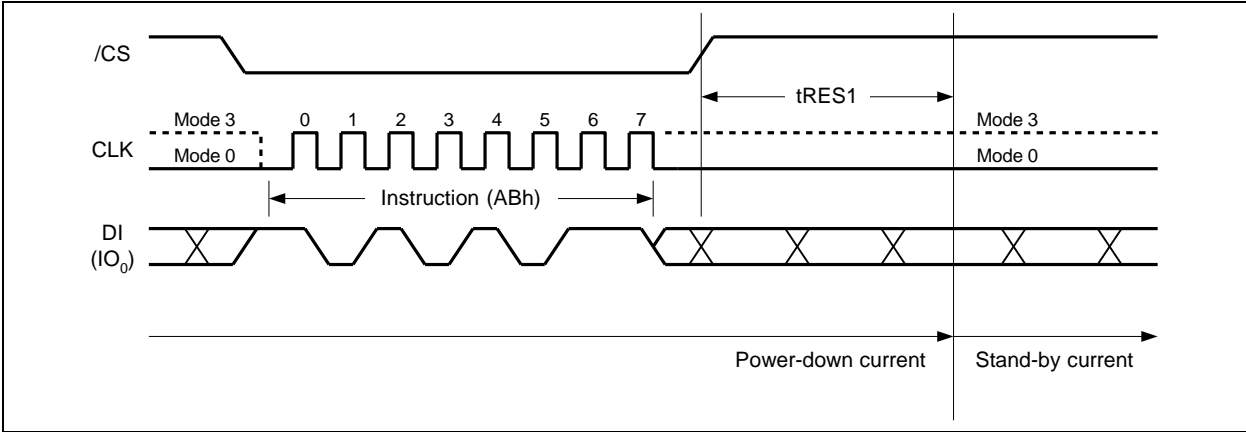 /CS
tRES1
Mode 3 0 1 2 3 4 5 6 7 Mode 3
CLK
Mode 0 Mode 0
Instruction (ABh)
DI
(IO0)
Power-down current Stand-by current